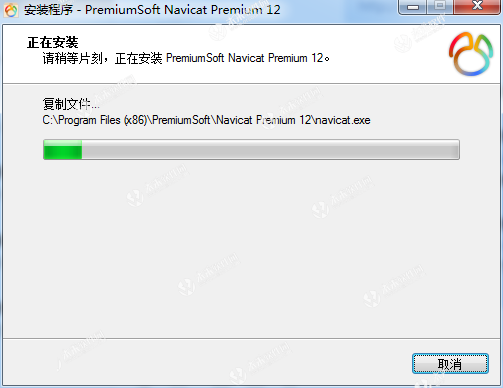 安装程序 - PremiumSoft Navicat Premium 12
正在安装
请稍等片刻，正在安装 PremiumSoft Navicat Premium 12。
复制文件...
C:\Program Files (x86)\PremiumSoft\Navicat Premium 12\navicat.exe
取消